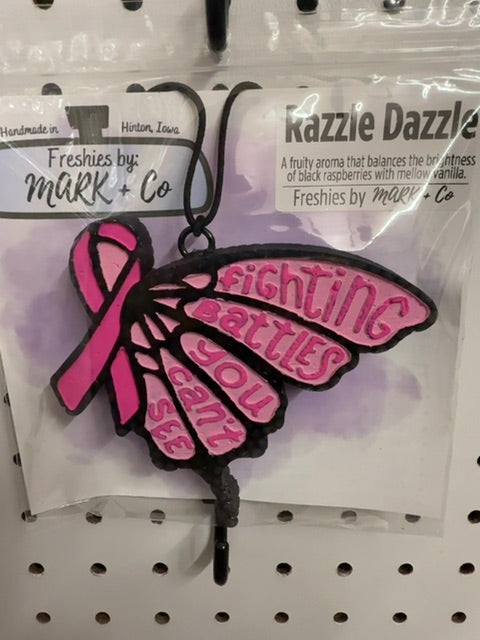 Handmade in Hinton, Iowa
Freshies by:
MARK + Co
Razzle Dazzle
A fruity aroma that balances the brightness
of black raspberries with mellow vanilla.
Freshies by MARK + Co
fighting
BATTLES
you
can't
SEE